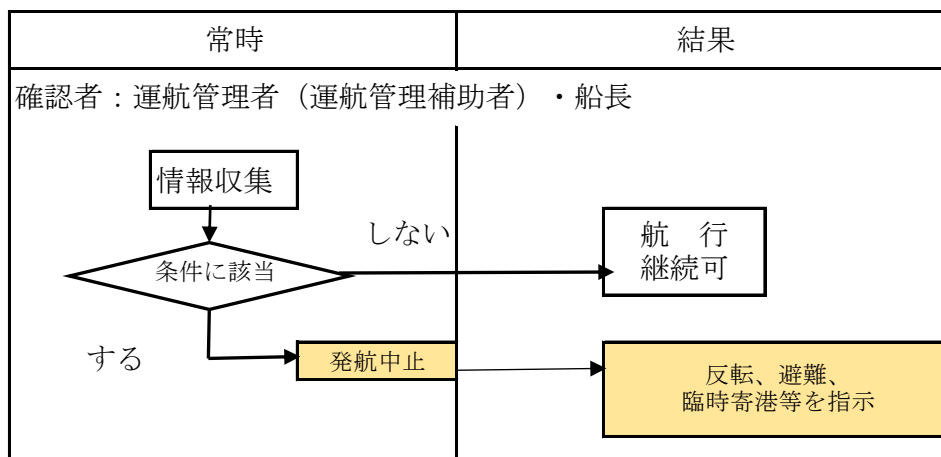 常時
結果
確認者：運航管理者（運航管理補助者）・船長
情報収集
しない
航　行
継続可
条件に該当
する
発航中止
反転、避難、
臨時寄港等を指示